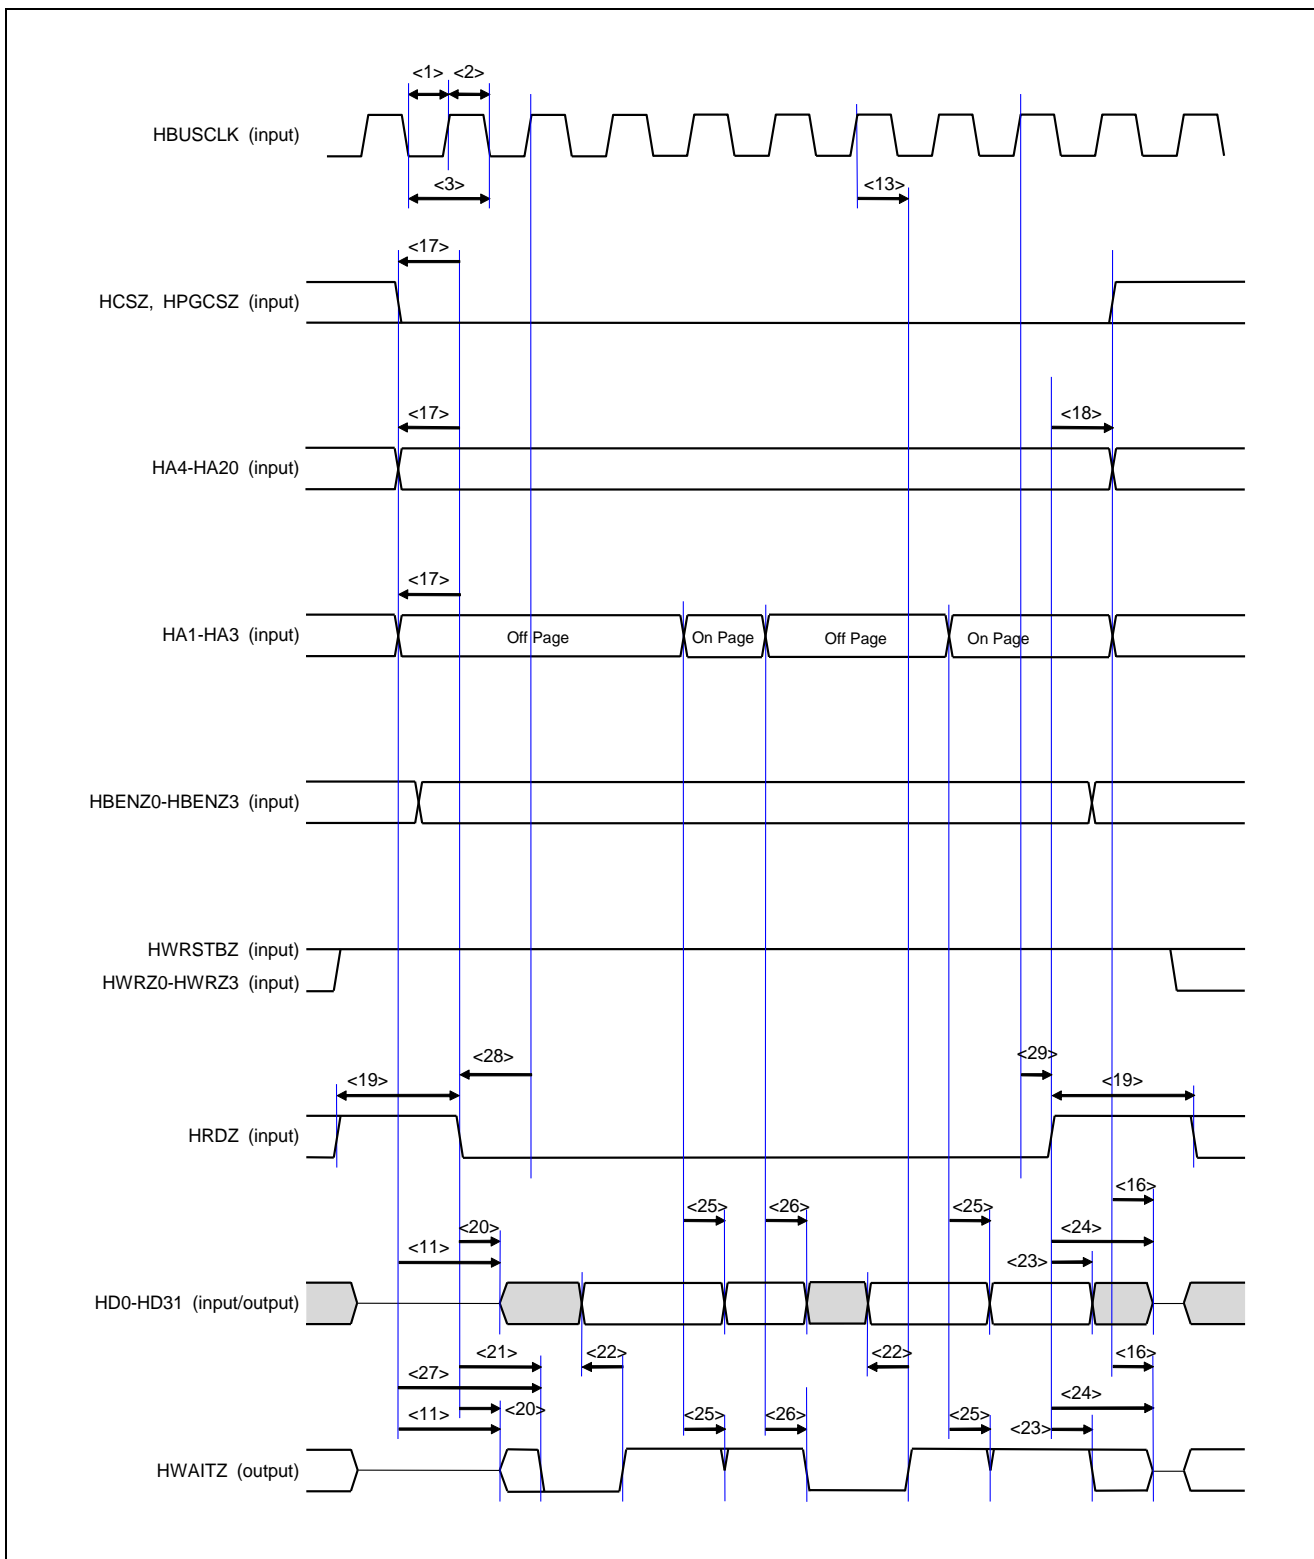 <1> <2>
HBUSCLK (input)
<3> <13>
<17>
HCSZ, HPGCSZ (input)
<17> <18>
HA4-HA20 (input)
<17>
HA1-HA3 (input) Off Page On Page Off Page On Page
HBENZ0-HBENZ3 (input)
HWRSTBZ (input)
HWRZ0-HWRZ3 (input)
<28> <29>
<19> <19>
HRDZ (input)
<16>
<25> <26> <25>
<20> <24>
<11> <23>
HD0-HD31 (input/output)
<21> <22> <22> <16>
<27>
<24>
<20>
<11> <25> <26> <25> <23>
HWAITZ (output)